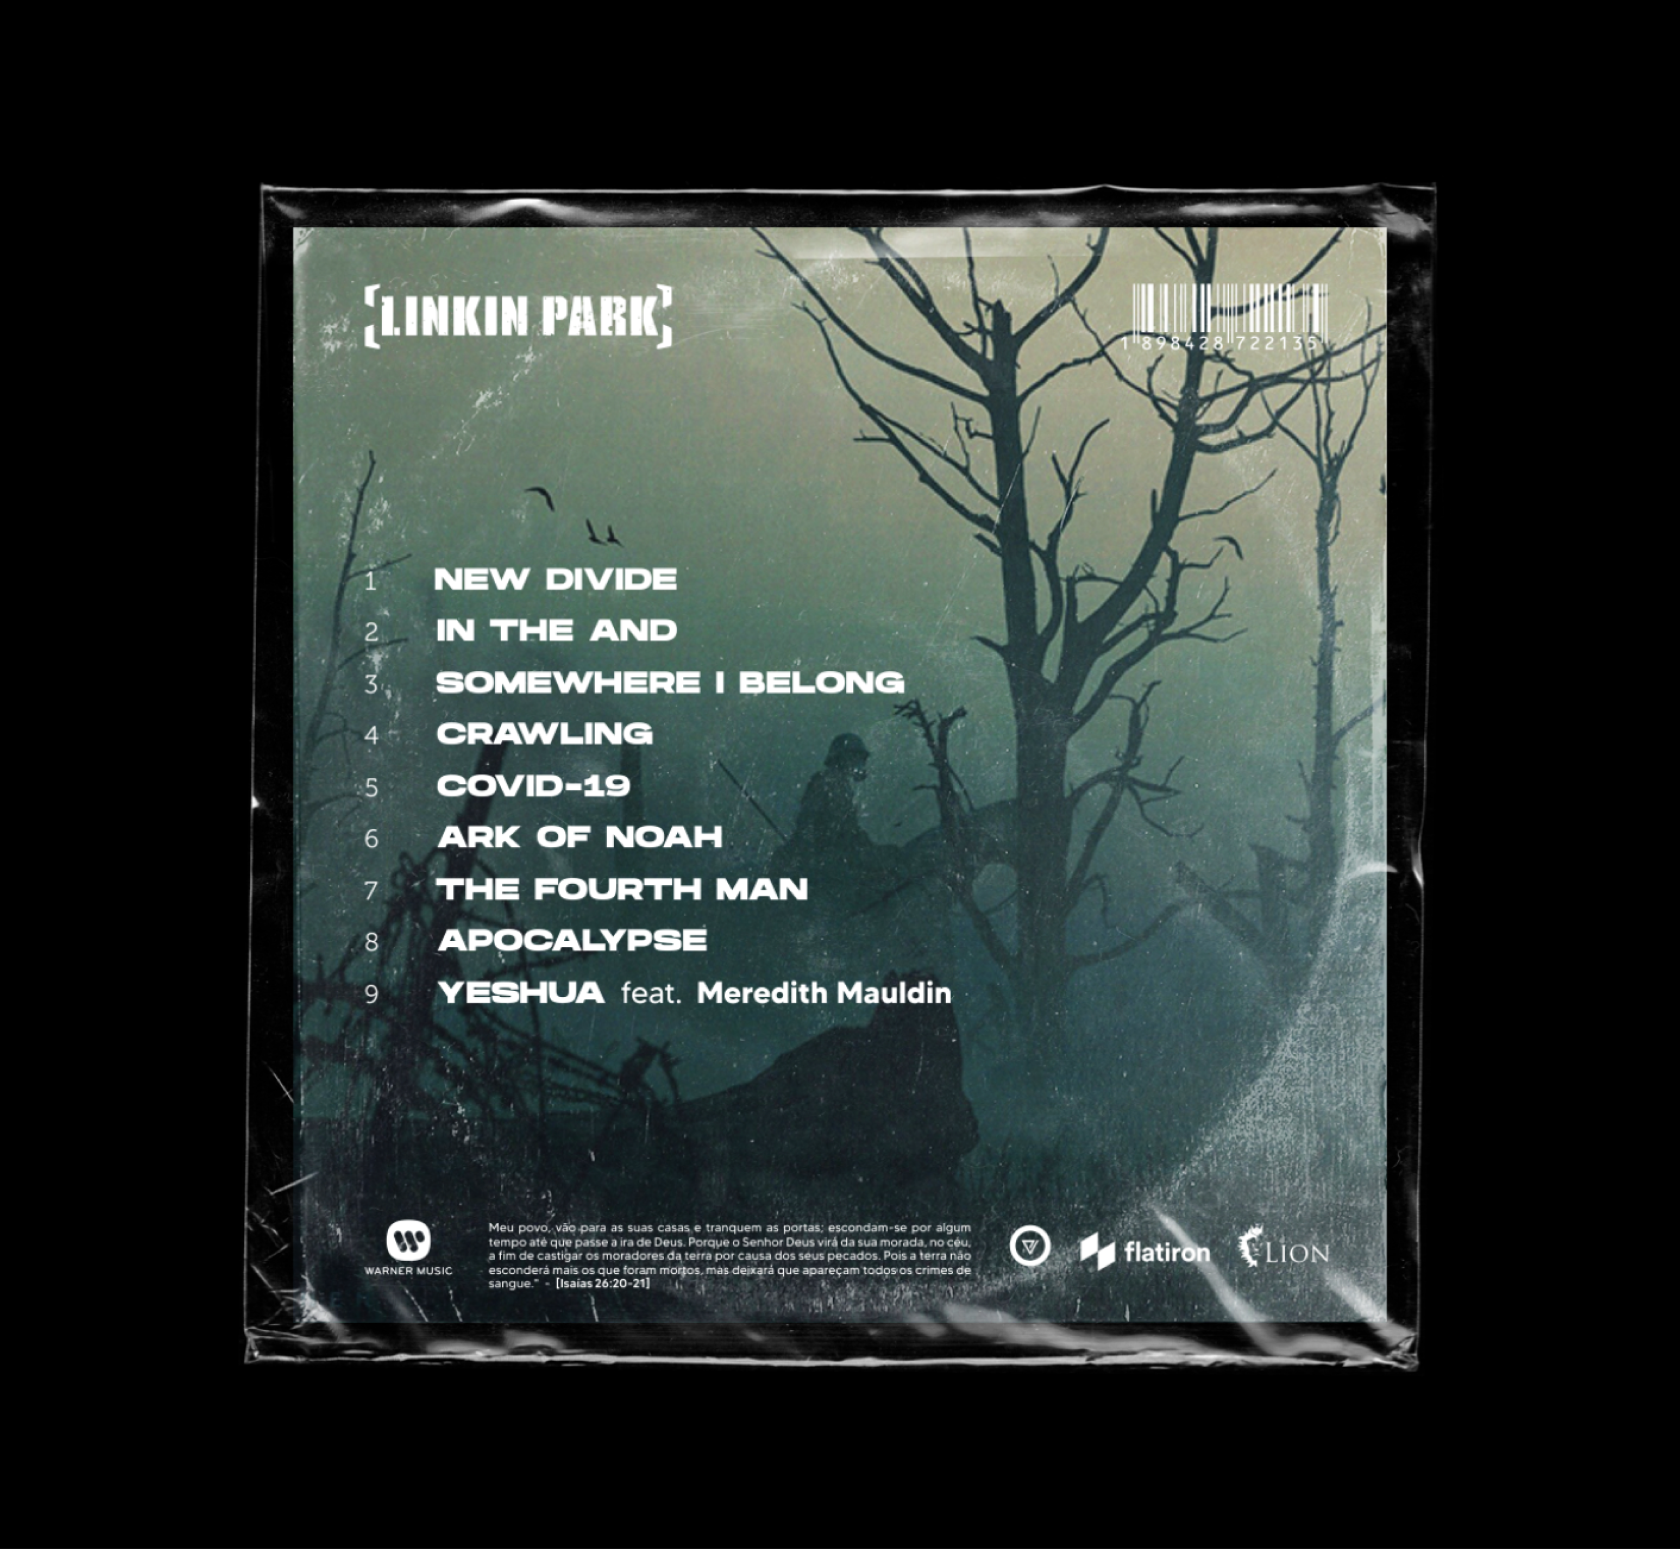 [LINKIN PARK]
1 898428 722135
1 NEW DIVIDE
2 IN THE AND
3 SOMEWHERE I BELONG
4 CRAWLING
5 COVID-19
6 ARK OF NOAH
7 THE FOURTH MAN
8 APOCALYPSE
9 YESHUA feat. Meredith Mauldin
WARNER MUSIC
Meu povo, vão para as suas casas e tranquem as portas; escondam-se por algum
tempo até que passe a ira de Deus. Porque o Senhor Deus virá da sua morada, no céu,
a fim de castigar os moradores da terra por causa dos seus pecados. Pois a terra não
esconderá mais os que foram mortos, mas deixará que apareçam todos os crimes de
sangue." - [Isaías 26:20-21]
flatiron
LION